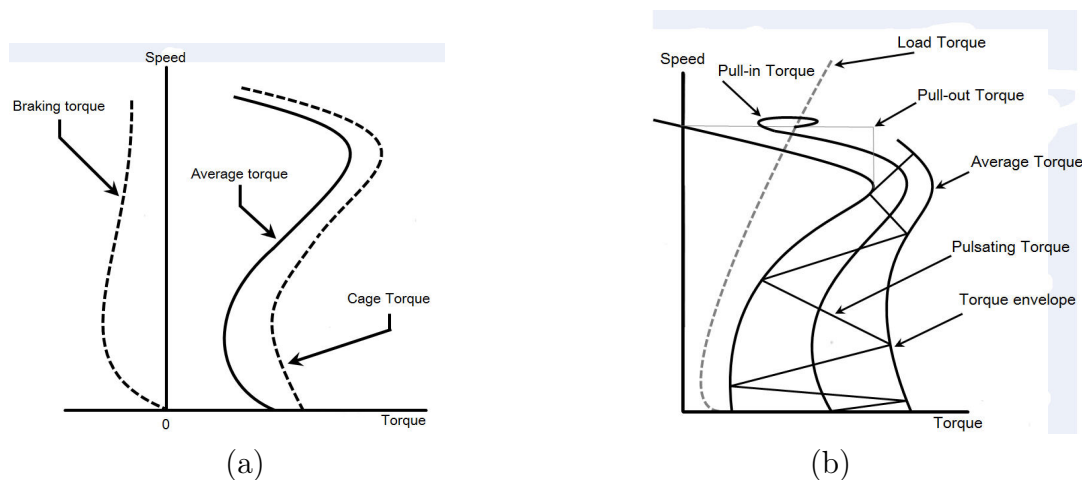 Speed
Braking torque
Average torque
Cage Torque
0
Torque
(a)
Load Torque
Speed
Pull-in Torque
Pull-out Torque
Average Torque
Pulsating Torque
Torque envelope
Torque
(b)